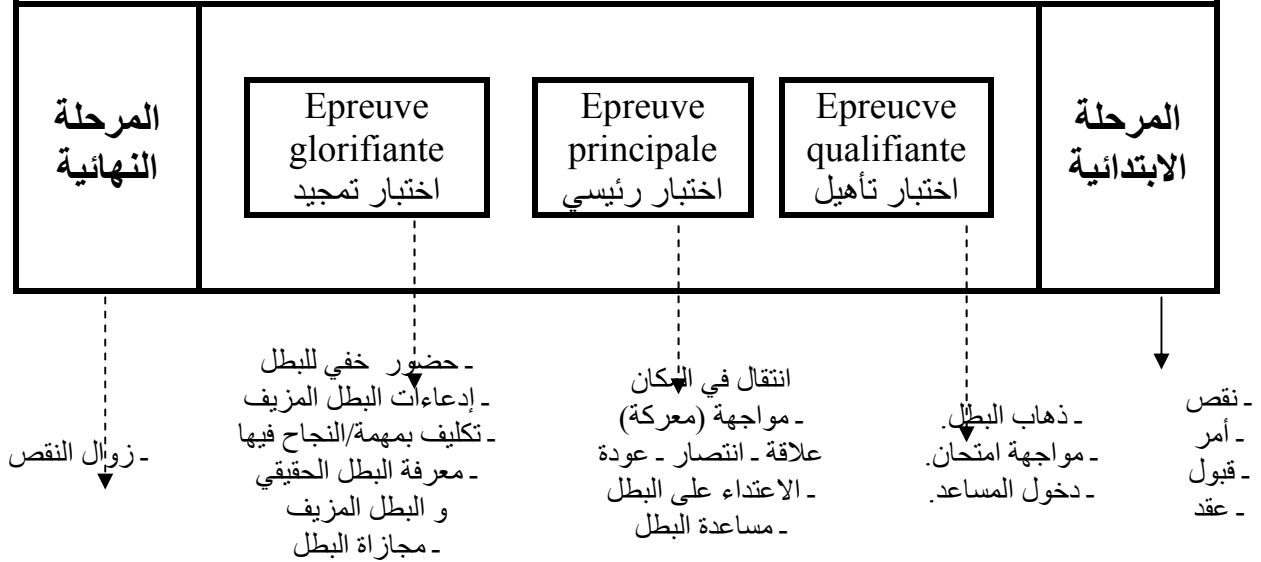 المرحلة
الابتدائية
Epreucve
qualifiante
اختبار تأهيل
Epreuve
principale
اختبار رئيسي
Epreuve
glorifiante
اختبار تمجيد
المرحلة
النهائية
ـ نقص
ـ أمر
ـ قبول
ـ عقد
ـ ذهاب البطل.
ـ مواجهة امتحان.
ـ دخول المساعد.
انتقال في المكان
ـ مواجهة (معركة)
علاقة ـ انتصار ـ عودة
ـ الاعتداء على البطل
ـ مساعدة البطل
ـ حضور خفي للبطل
ـ إدعاءات البطل المزيف
ـ تكليف بمهمة/النجاح فيها
ـ معرفة البطل الحقيقي
و البطل المزيف
ـ مجازاة البطل
ـ زوال النقص